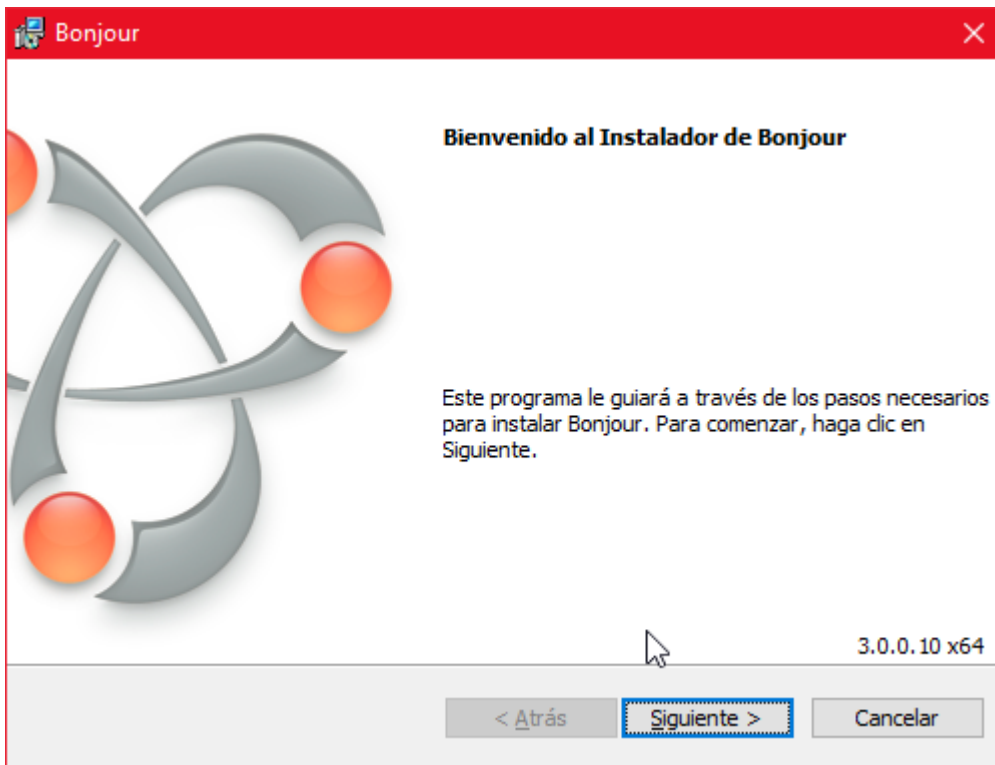 Bonjour
Bienvenido al Instalador de Bonjour
Este programa le guiará a través de los pasos necesarios
para instalar Bonjour. Para comenzar, haga clic en
Siguiente.
3.0.0.10 x64
< Atrás
Siguiente >
Cancelar